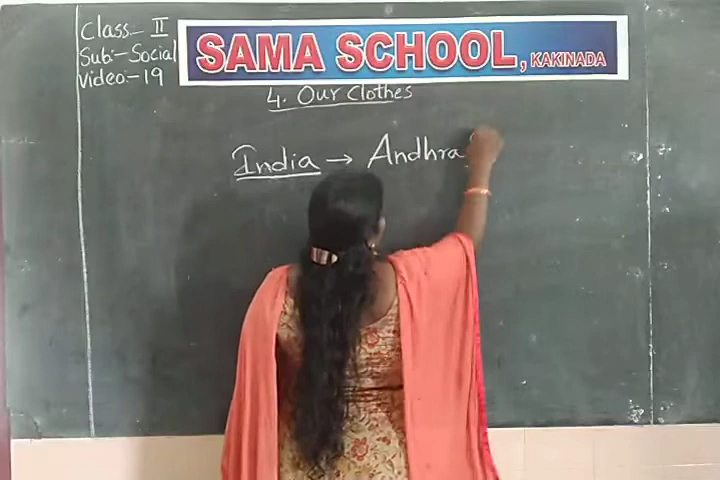 Class- II
Sub:- Social
Video:- 19
SAMA SCHOOL, KAKINADA
4. Our Clothes
India → Andhra